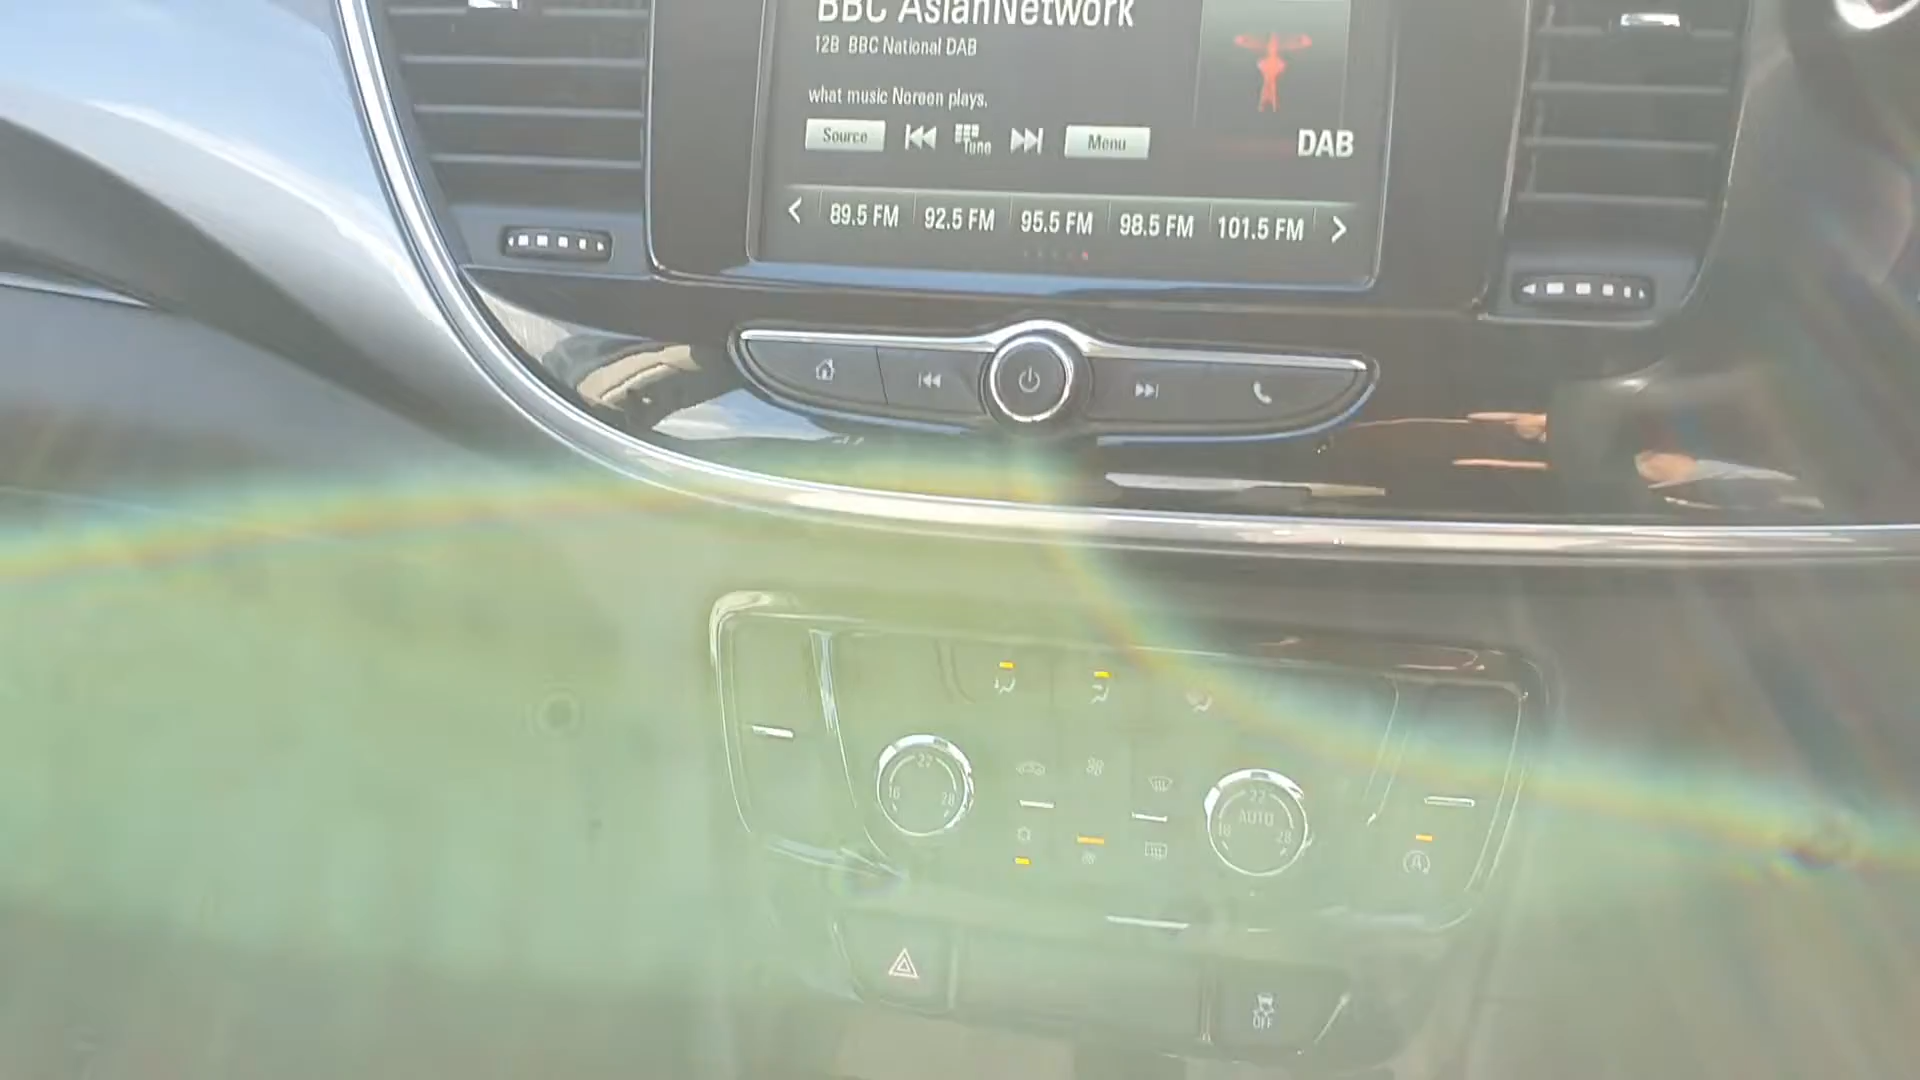 BBC AsianNetwork
12B BBC National DAB
what music Noreen plays.
Source
Tune
Menu
DAB
89.5 FM 92.5 FM 95.5 FM 98.5 FM 101.5 FM
22
16 28
22
AUTO
16 28
A
OFF